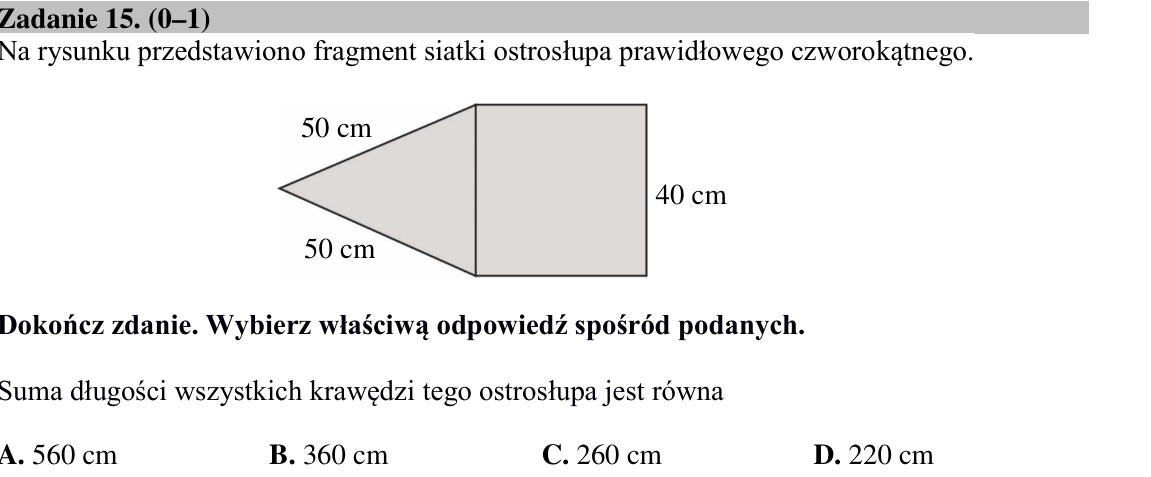 Zadanie 15. (0–1)
Na rysunku przedstawiono fragment siatki ostrosłupa prawidłowego czworokątnego.
50 cm
40 cm
50 cm
Dokończ zdanie. Wybierz właściwą odpowiedź spośród podanych.
Suma długości wszystkich krawędzi tego ostrosłupa jest równa
A. 560 cm B. 360 cm C. 260 cm D. 220 cm